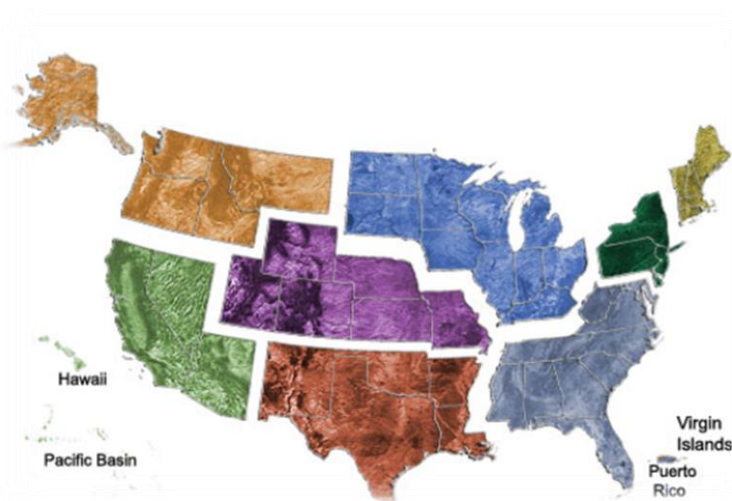 Hawaii
Pacific Basin
Virgin
Islands
Puerto
Rico